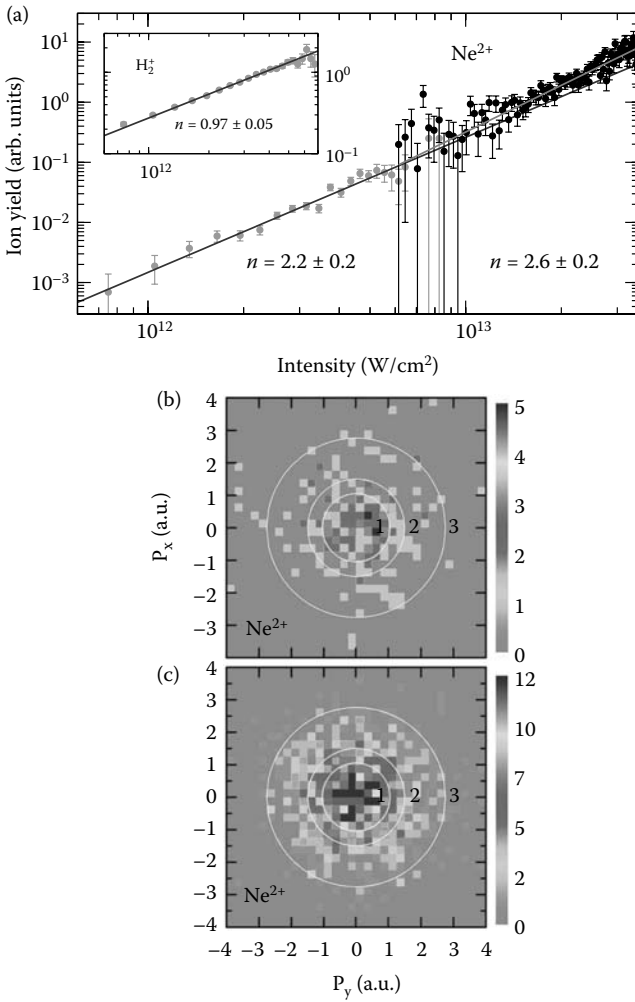 (a)
10¹
10⁰
10⁻¹
10⁻²
10⁻³
Ion yield (arb. units)
H₂⁺
n = 0.97 ± 0.05
10¹²
10⁰
10⁻¹
Ne²⁺
n = 2.2 ± 0.2
n = 2.6 ± 0.2
10¹²
10¹³
Intensity (W/cm²)
(b)
4
3
2
1
0
−1
−2
−3
Pₓ (a.u.)
1 2 3
Ne²⁺
5
4
3
2
1
0
(c)
4
3
2
1
0
−1
−2
−3
−4
1 2 3
Ne²⁺
12
10
7
5
2
0
−4 −3 −2 −1 0 1 2 3 4
P_y (a.u.)